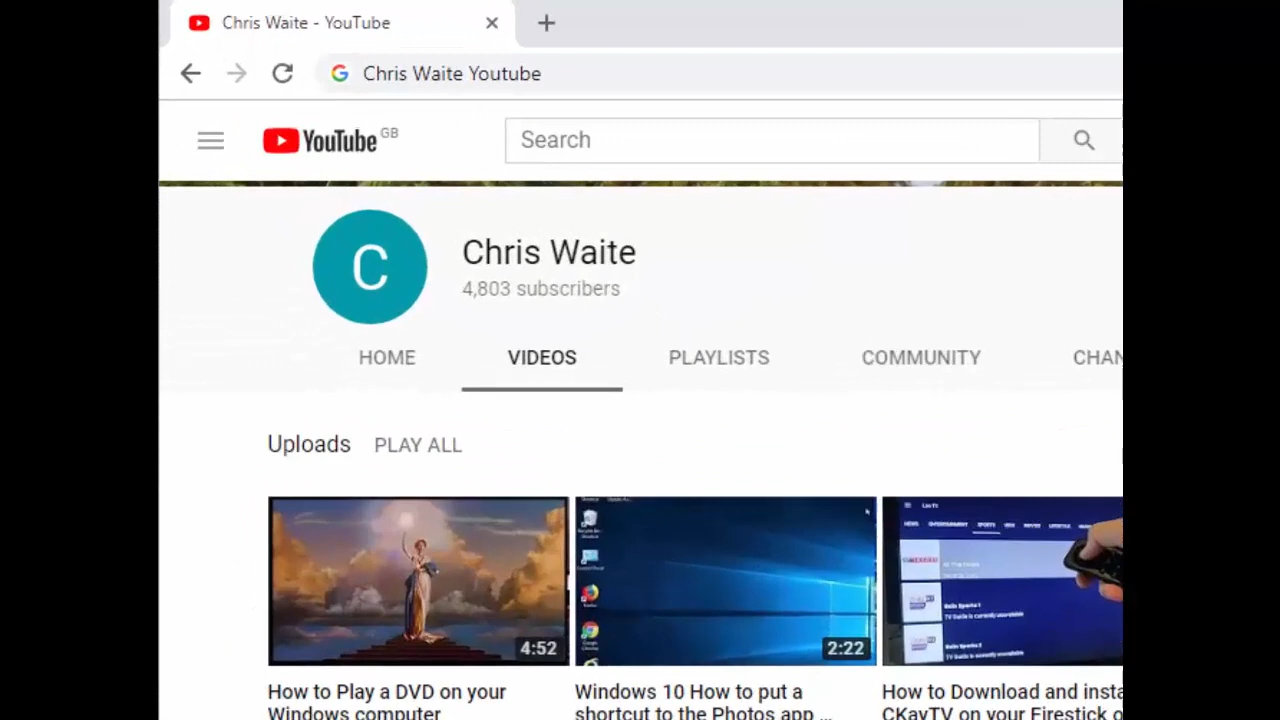 Chris Waite - YouTube
Chris Waite Youtube
YouTube GB
Search
C
Chris Waite
4,803 subscribers
HOME VIDEOS PLAYLISTS COMMUNITY CHAN
Uploads PLAY ALL
4:52
2:22
How to Play a DVD on your
Windows computer
Windows 10 How to put a
shortcut to the Photos app ...
How to Download and insta
CKayTV on your Firestick o